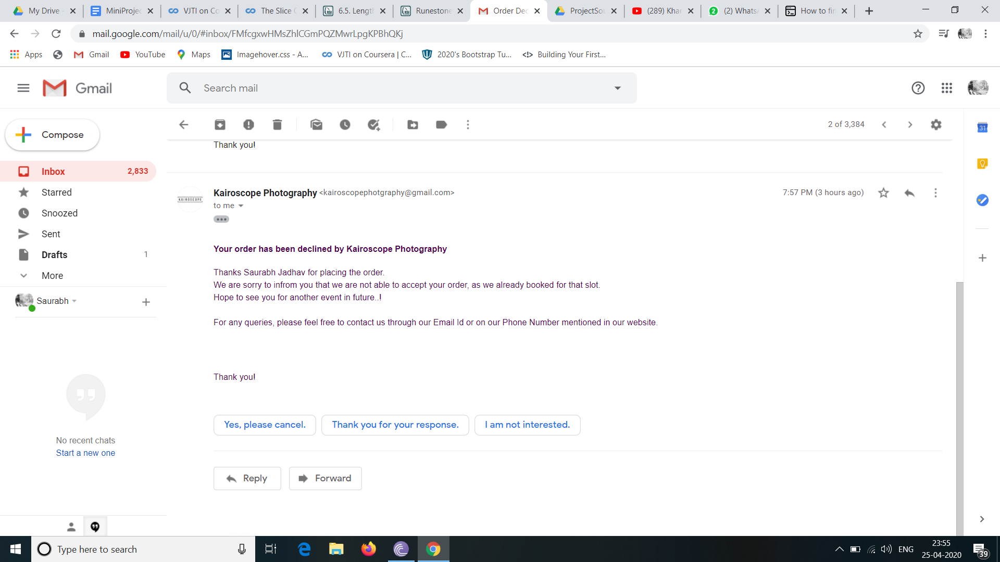 My Drive -
MiniProjec
VJTI on Co
The Slice
6.5. Length
Runestone
Order Dec
ProjectSou
(289) Khar
(2) Whats
How to fin
mail.google.com/mail/u/0/#inbox/FMfcgxwHMsZhlCGmPQZMwrLpgKPBhQKj
Apps
Gmail
YouTube
Maps
Imagehover.css - A...
VJTI on Coursera | C...
2020's Bootstrap Tu...
Building Your First...
Gmail
Search mail
Compose
2 of 3,384
31
Thank you!
Inbox 2,833
Starred
Snoozed
Sent
Drafts 1
More
Saurabh
KAIROSCOPE
Kairoscope Photography <kairoscopephotgraphy@gmail.com>
7:57 PM (3 hours ago)
to me
Your order has been declined by Kairoscope Photography
Thanks Saurabh Jadhav for placing the order.
We are sorry to infrom you that we are not able to accept your order, as we already booked for that slot.
Hope to see you for another event in future..!
For any queries, please feel free to contact us through our Email Id or on our Phone Number mentioned in our website.
Thank you!
Yes, please cancel.
Thank you for your response.
I am not interested.
No recent chats
Start a new one
Reply
Forward
Type here to search
ENG
23:55
25-04-2020
39